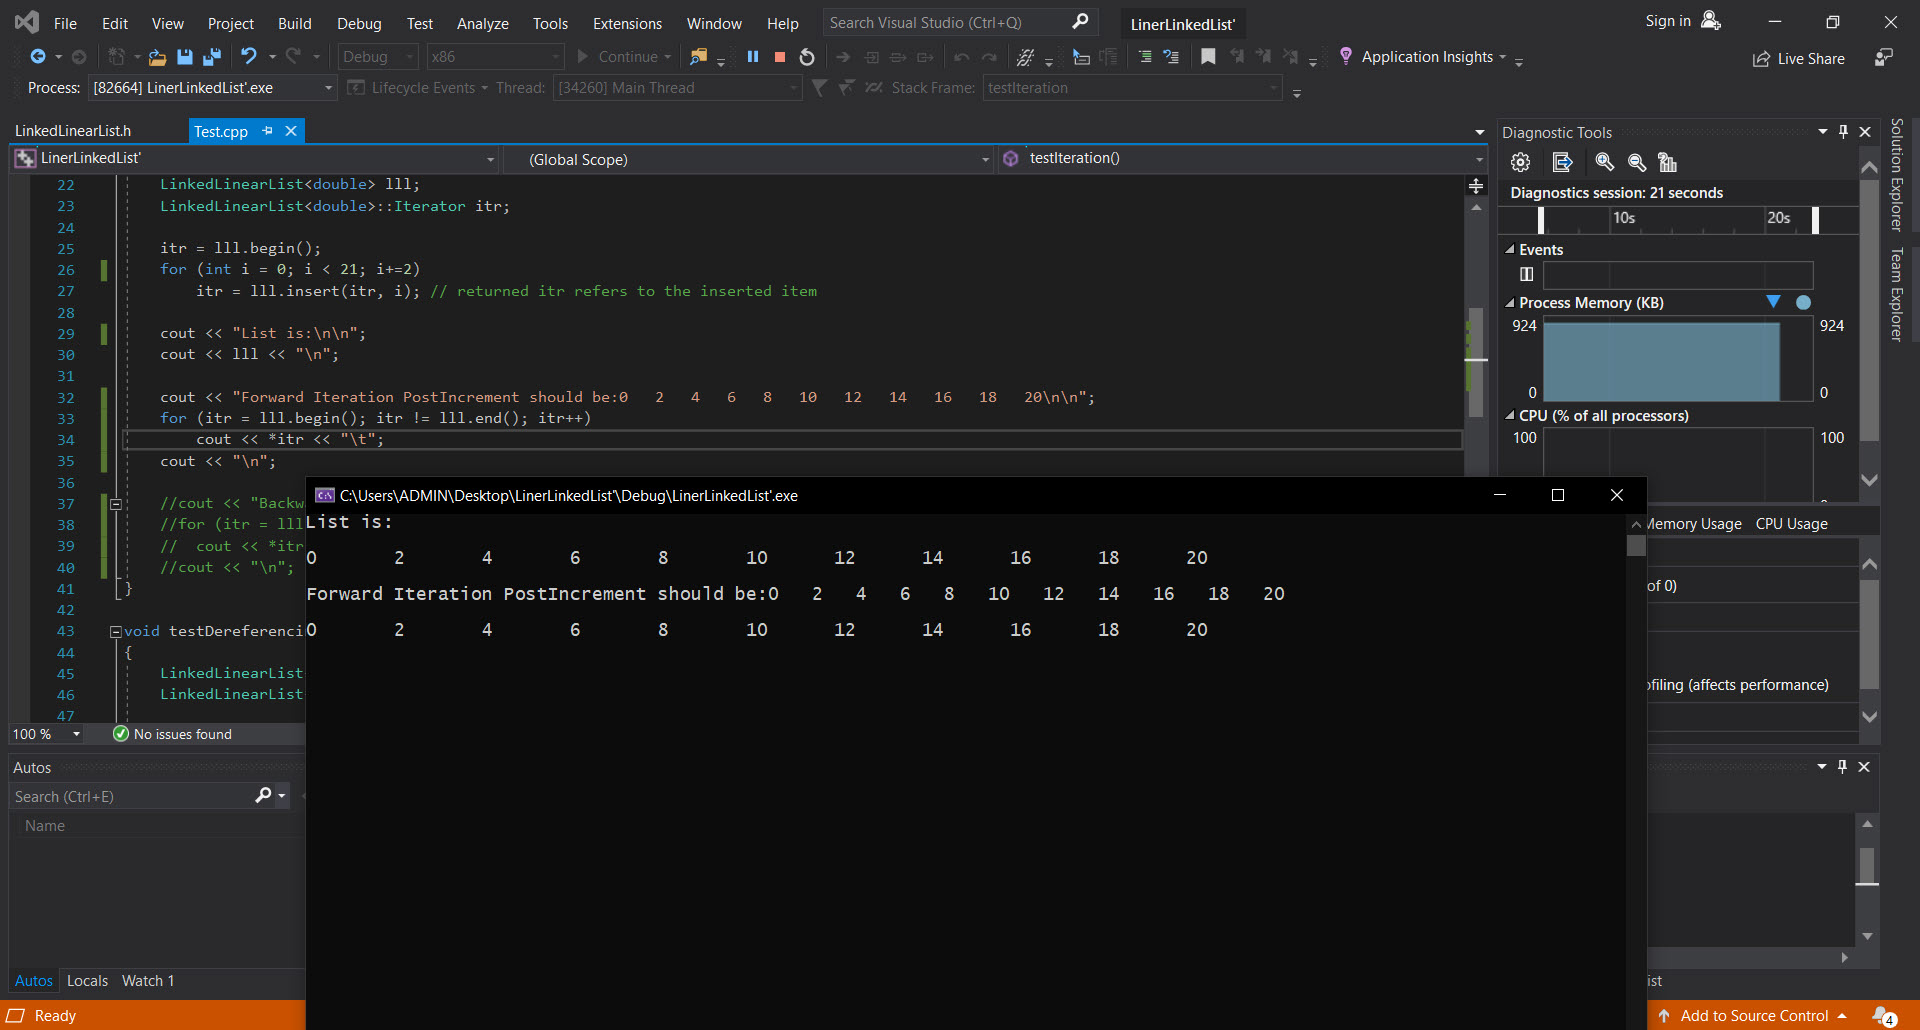 File Edit View Project Build Debug Test Analyze Tools Extensions Window Help Search Visual Studio (Ctrl+Q) LinerLinkedList' Sign in
Debug x86 Continue Application Insights Live Share
Process: [82664] LinerLinkedList'.exe Lifecycle Events Thread: [34260] Main Thread Stack Frame: testIteration
LinkedLinearList.h Test.cpp
LinerLinkedList' (Global Scope) testIteration()
22 LinkedLinearList<double> lll;
23 LinkedLinearList<double>::Iterator itr;
24
25 itr = lll.begin();
26 for (int i = 0; i < 21; i+=2)
27 itr = lll.insert(itr, i); // returned itr refers to the inserted item
28
29 cout << "List is:\n\n";
30 cout << lll << "\n";
31
32 cout << "Forward Iteration PostIncrement should be:0 2 4 6 8 10 12 14 16 18 20\n\n";
33 for (itr = lll.begin(); itr != lll.end(); itr++)
34 cout << *itr << "\t";
35 cout << "\n";
36
37 //cout << "Backw
38 //for (itr = lll
39 // cout << *itr
40 //cout << "\n";
41 }
42
43 void testDereferenci
44 {
45 LinkedLinearList
46 LinkedLinearList
47
100 % No issues found
C:\Users\ADMIN\Desktop\LinerLinkedList'\Debug\LinerLinkedList'.exe
List is:
0 2 4 6 8 10 12 14 16 18 20
Forward Iteration PostIncrement should be:0 2 4 6 8 10 12 14 16 18 20
0 2 4 6 8 10 12 14 16 18 20
Diagnostic Tools
Diagnostics session: 21 seconds
10s 20s
Events
Process Memory (KB)
924 924
0 0
CPU (% of all processors)
100 100
Memory Usage CPU Usage
of 0)
ofiling (affects performance)
Solution Explorer
Team Explorer
Autos
Search (Ctrl+E)
Name
Autos Locals Watch 1
ist
Ready
Add to Source Control 4